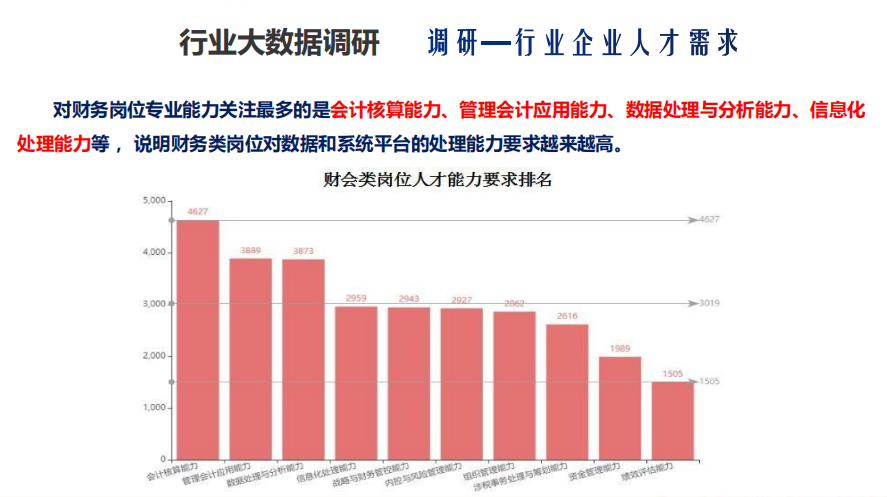 行业大数据调研 调研—行业企业人才需求
对财务岗位专业能力关注最多的是会计核算能力、管理会计应用能力、数据处理与分析能力、信息化
处理能力等，说明财务类岗位对数据和系统平台的处理能力要求越来越高。
财会类岗位人才能力要求排名
5,000
4627
4627
4,000
3889
3873
3,000
2959
2943
2927
2862
3019
2616
2,000
1989
1505
1505
1,000
0
会计核算能力
管理会计应用能力
数据处理与分析能力
信息化处理能力
战略与财务管控能力
内控与风险管理能力
组织管理能力
涉税事务处理与筹划能力
资金管理能力
绩效评估能力